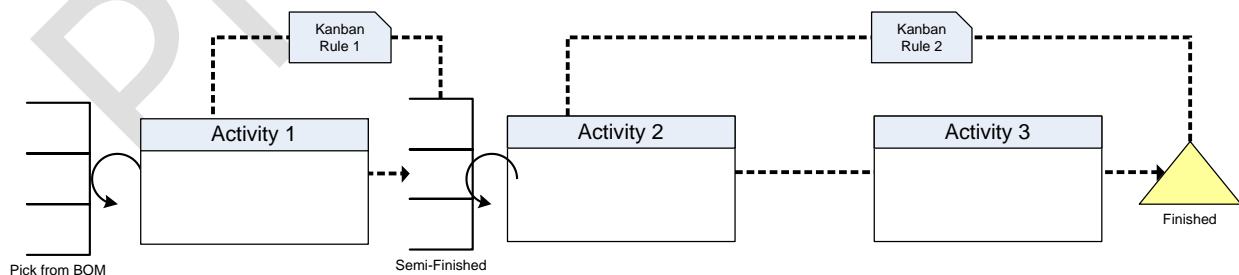 Kanban
Rule 1
Kanban
Rule 2
Activity 1
Activity 2
Activity 3
Finished
Semi-Finished
Pick from BOM